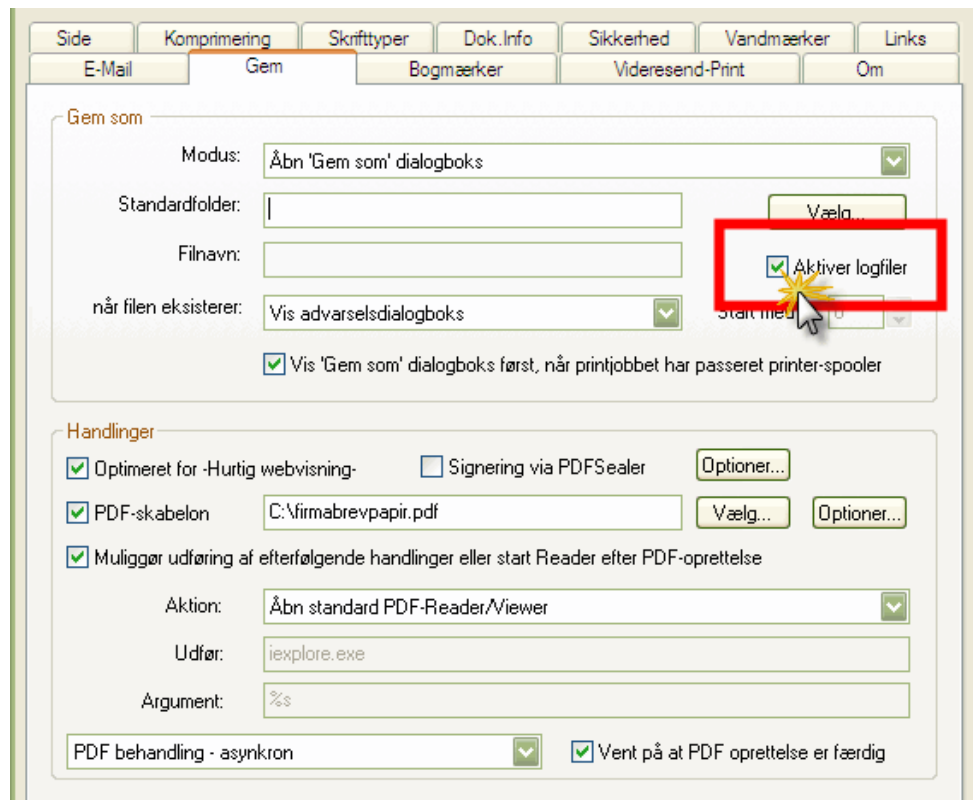 Side Komprimering Skrifttyper Dok.Info Sikkerhed Vandmærker Links
E-Mail Gem Bogmærker Videresend-Print Om
Gem som
Modus: Åbn 'Gem som' dialogboks
Standardfolder: Vælg...
Filnavn: Aktiver logfiler
når filen eksisterer: Vis advarselsdialogboks Start med
Vis 'Gem som' dialogboks først, når printjobbet har passeret printer-spooler
Handlinger
Optimeret for -Hurtig webvisning- Signering via PDFSealer Optioner...
PDF-skabelon C:\firmabrevpapir.pdf Vælg... Optioner...
Muliggør udføring af efterfølgende handlinger eller start Reader efter PDF-oprettelse
Aktion: Åbn standard PDF-Reader/Viewer
Udfør: iexplore.exe
Argument: %s
PDF behandling - asynkron Vent på at PDF oprettelse er færdig